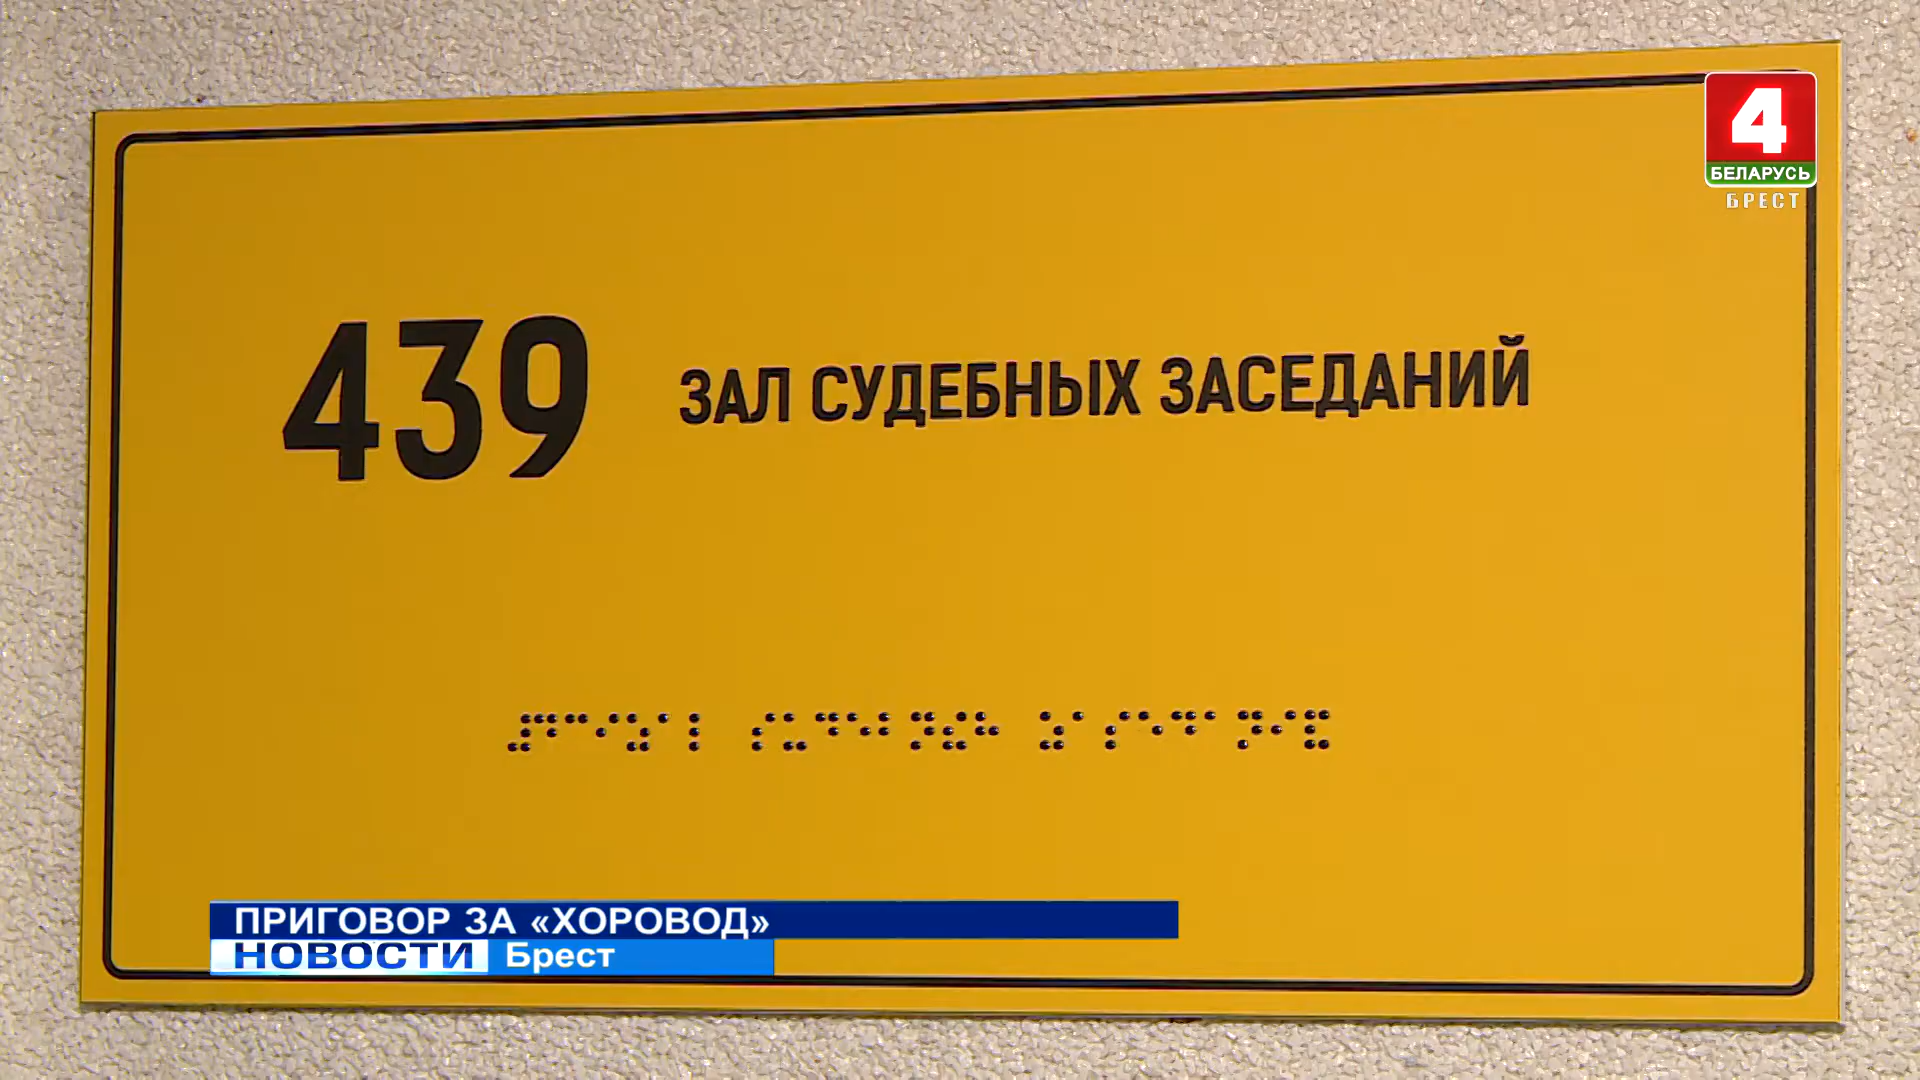 4
БЕЛАРУСЬ
БРЕСТ
439 ЗАЛ СУДЕБНЫХ ЗАСЕДАНИЙ
ПРИГОВОР ЗА «ХОРОВОД»
НОВОСТИ Брест